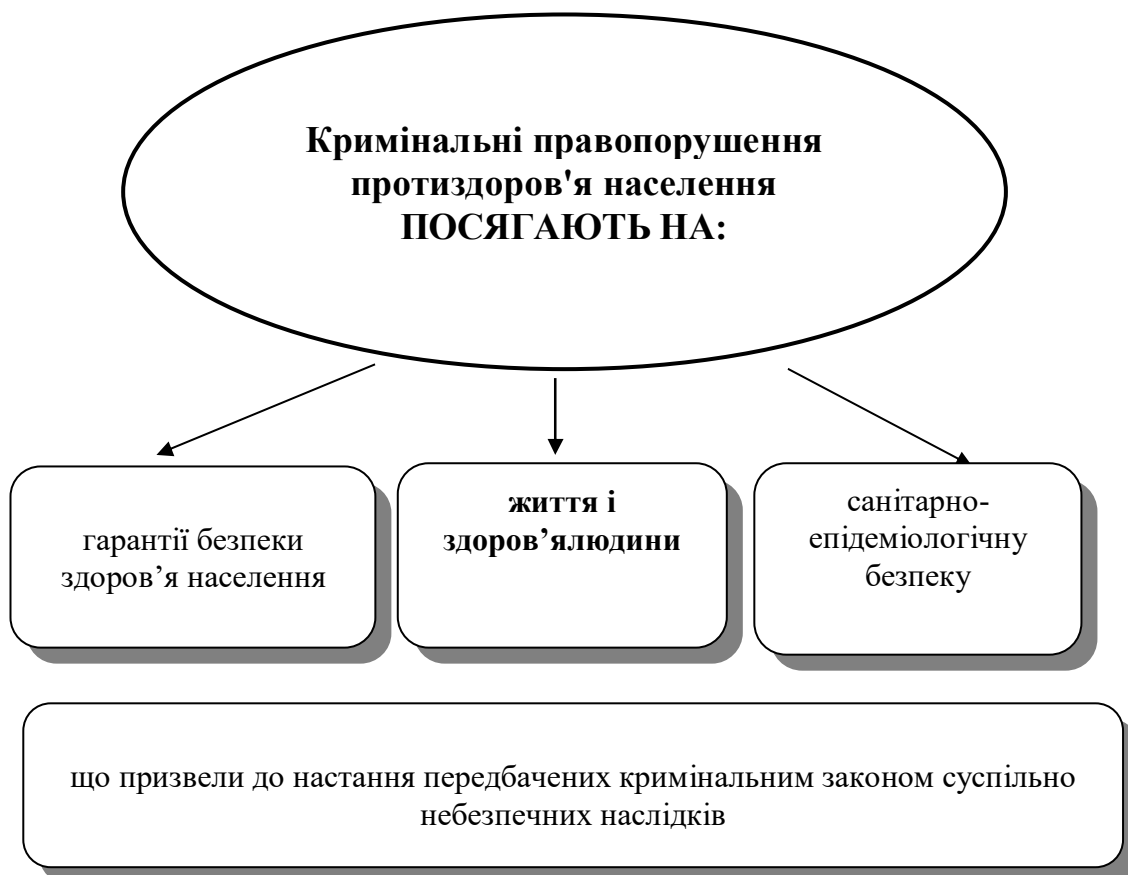 Кримінальні правопорушення
протиздоров'я населення
ПОСЯГАЮТЬ НА:
гарантії безпеки
здоров’я населення
життя і
здоров’ялюдини
санітарно-
епідеміологічну
безпеку
що призвели до настання передбачених кримінальним законом суспільно
небезпечних наслідків